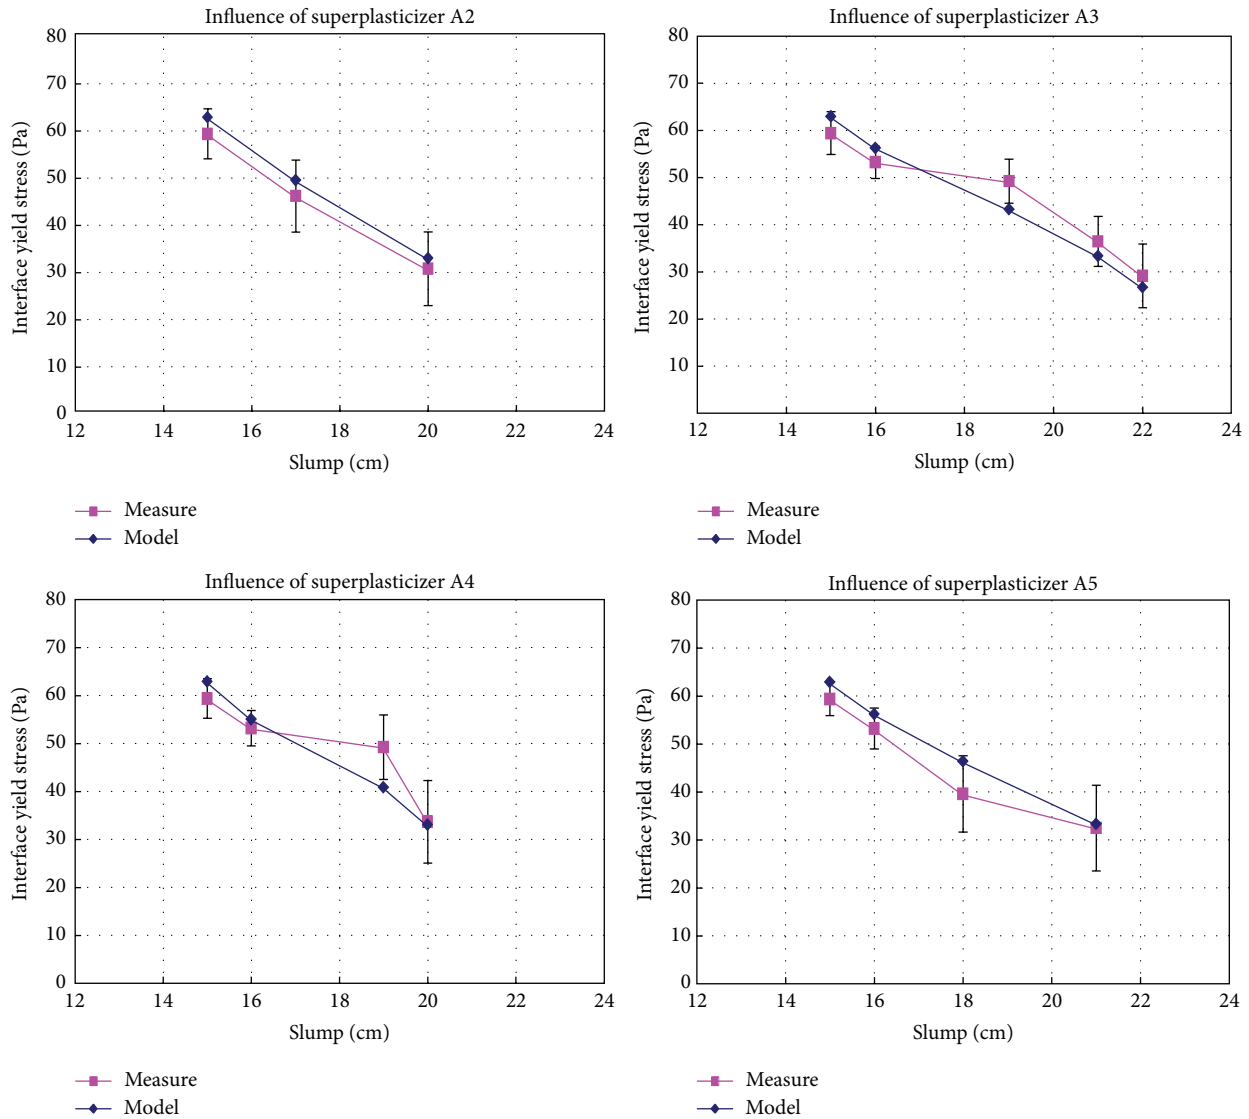 Influence of superplasticizer A2
80
70
60
50
40
30
20
10
0
12 14 16 18 20 22 24
Interface yield stress (Pa)
Slump (cm)
Measure
Model
Influence of superplasticizer A3
80
70
60
50
40
30
20
10
12 14 16 18 20 22 24
Interface yield stress (Pa)
Slump (cm)
Measure
Model
Influence of superplasticizer A4
80
70
60
50
40
30
20
10
0
12 14 16 18 20 22 24
Interface yield stress (Pa)
Slump (cm)
Measure
Model
Influence of superplasticizer A5
80
70
60
50
40
30
20
10
0
12 14 16 18 20 22 24
Interface yield stress (Pa)
Slump (cm)
Measure
Model